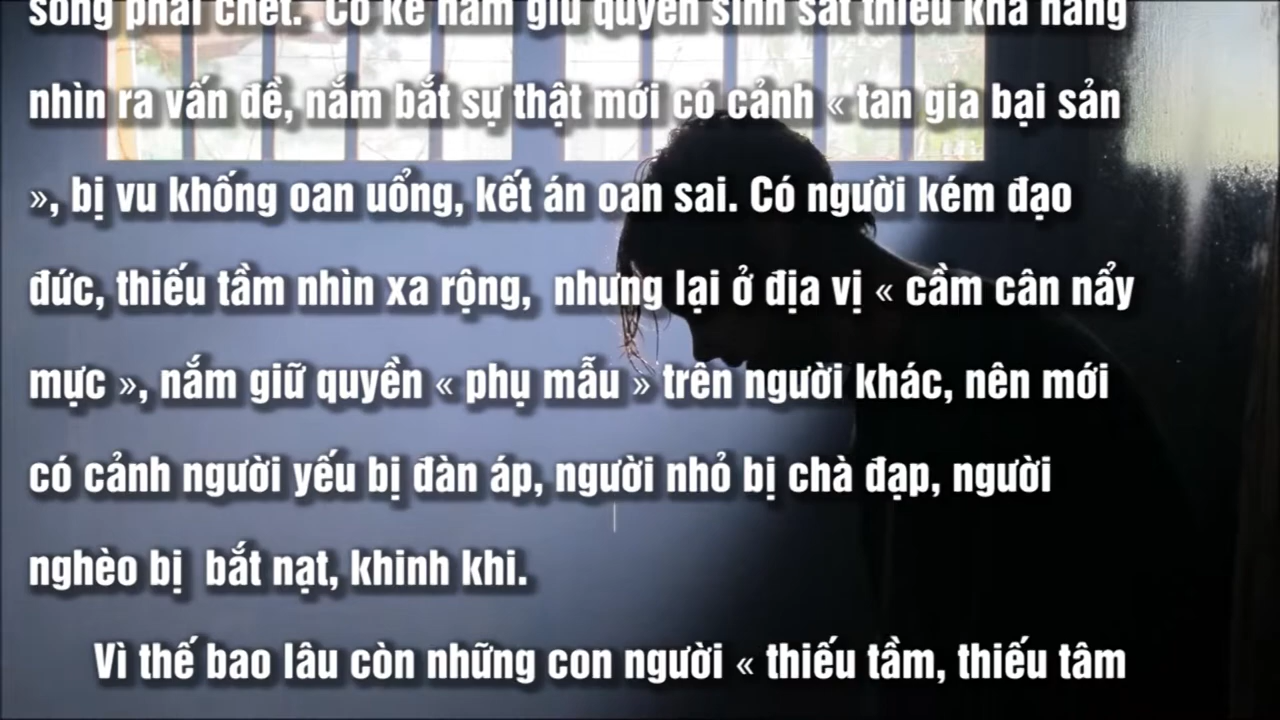 sống phải chết. Có kẻ nắm giữ quyền sinh sát thiếu khả năng
nhìn ra vấn đề, nắm bắt sự thật mới có cảnh « tan gia bại sản
», bị vu khống oan uổng, kết án oan sai. Có người kém đạo
đức, thiếu tầm nhìn xa rộng, nhưng lại ở địa vị « cầm cân nẩy
mực », nắm giữ quyền « phụ mẫu » trên người khác, nên mới
có cảnh người yếu bị đàn áp, người nhỏ bị chà đạp, người
nghèo bị bắt nạt, khinh khi.
Vì thế bao lâu còn những con người « thiếu tầm, thiếu tâm